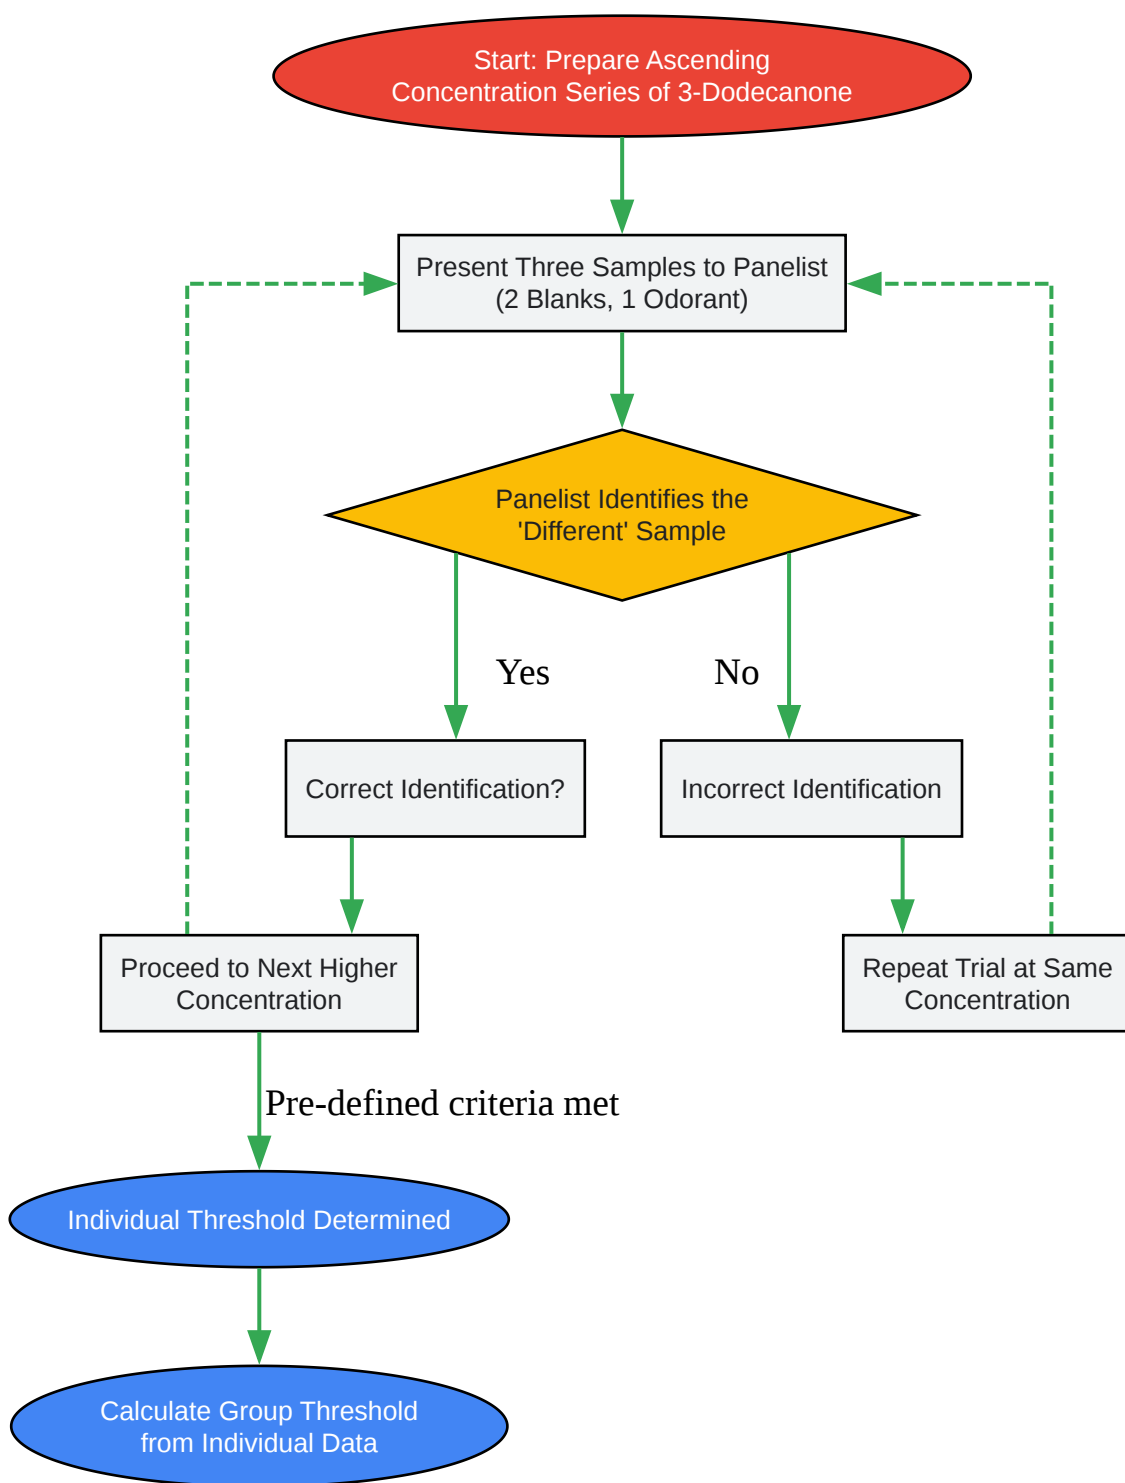 Start: Prepare Ascending
Concentration Series of 3-Dodecanone
Present Three Samples to Panelist
(2 Blanks, 1 Odorant)
Panelist Identifies the
'Different' Sample
Yes
No
Correct Identification?
Incorrect Identification
Proceed to Next Higher
Concentration
Repeat Trial at Same
Concentration
Pre-defined criteria met
Individual Threshold Determined
Calculate Group Threshold
from Individual Data